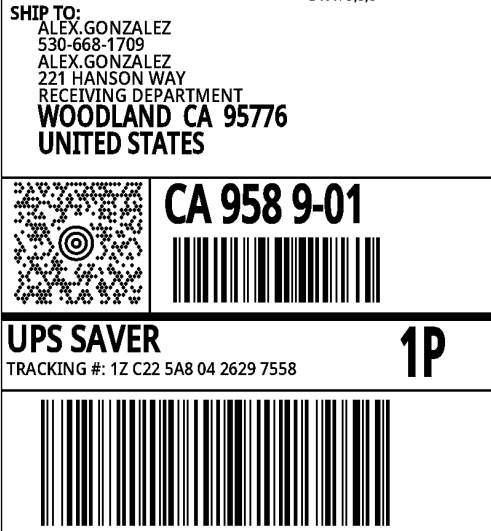 SHIP TO:
ALEX.GONZALEZ
530-668-1709
ALEX.GONZALEZ
221 HANSON WAY
RECEIVING DEPARTMENT
WOODLAND CA 95776
UNITED STATES
CA 958 9-01
UPS SAVER
1P
TRACKING #: 1Z C22 5A8 04 2629 7558